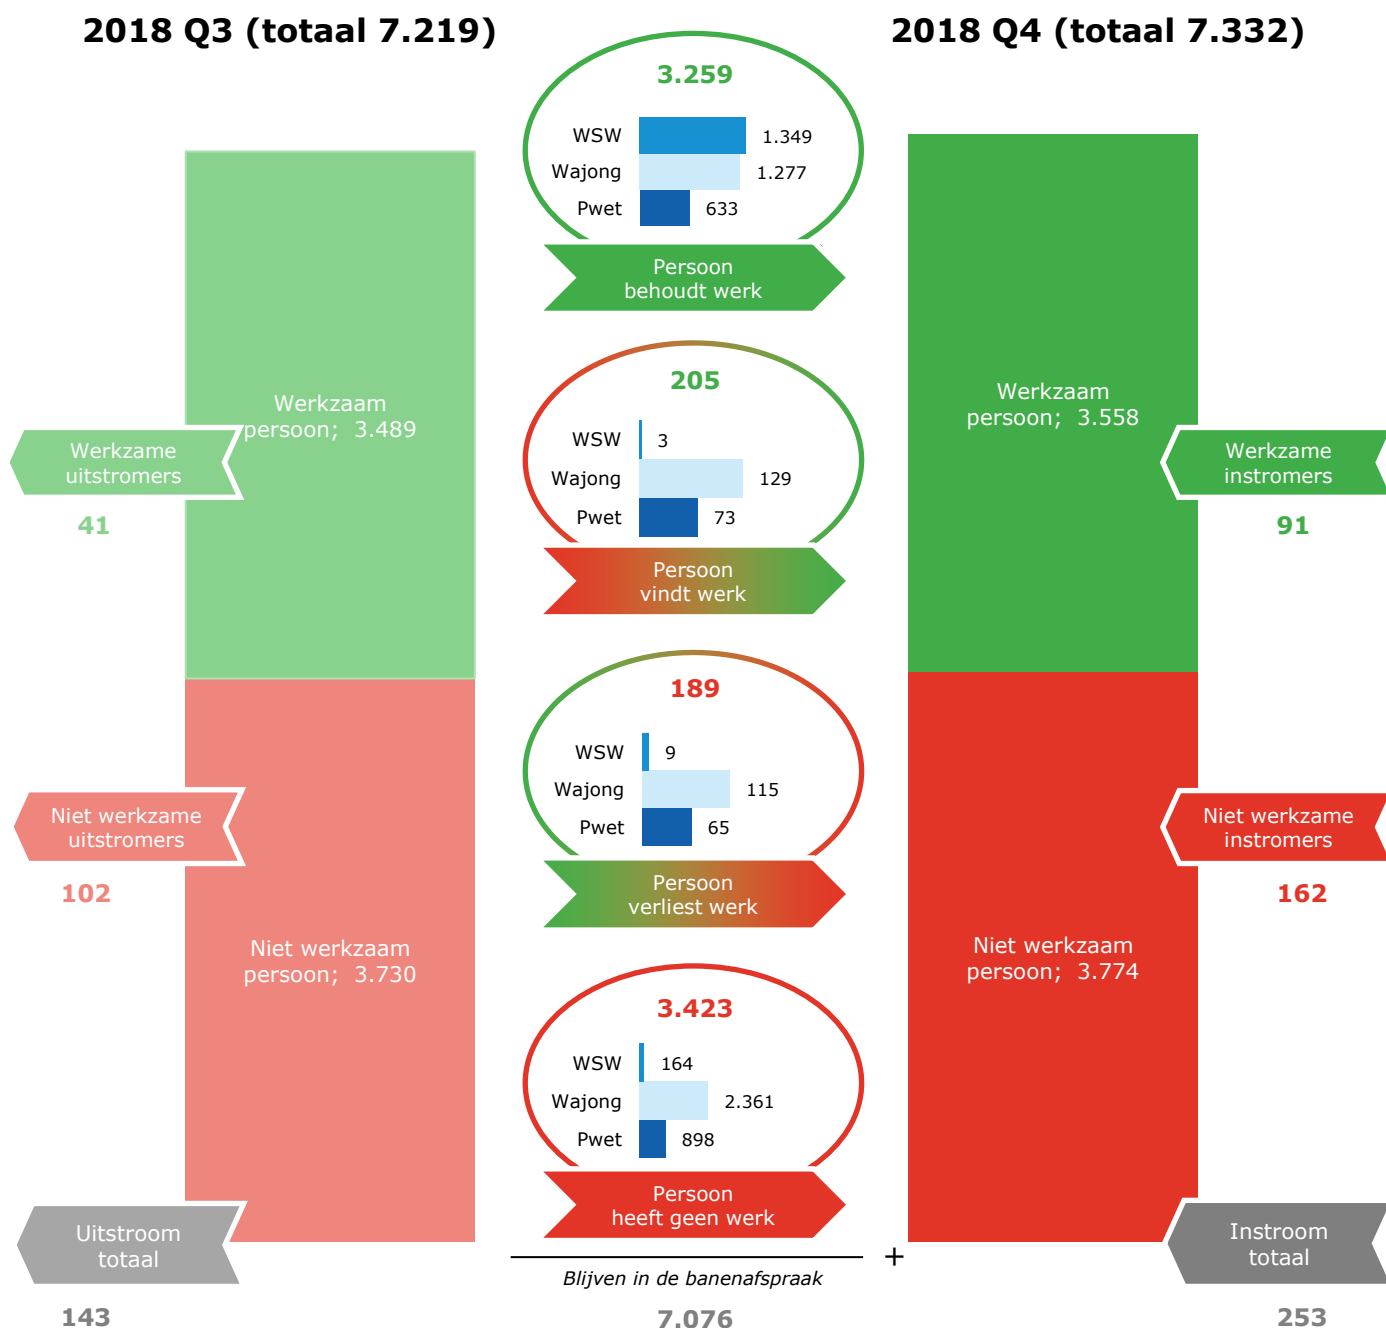 2018 Q3 (totaal 7.219)
2018 Q4 (totaal 7.332)
3.259
WSW 1.349
Wajong 1.277
Pwet 633
Persoon
behoudt werk
205
WSW 3
Wajong 129
Pwet 73
Persoon
vindt werk
189
WSW 9
Wajong 115
Pwet 65
Persoon
verliest werk
3.423
WSW 164
Wajong 2.361
Pwet 898
Persoon
heeft geen werk
Blijven in de banenafspraak
7.076
+
Werkzaam
persoon; 3.489
Werkzame
uitstromers
41
Niet werkzame
uitstromers
102
Niet werkzaam
persoon; 3.730
Uitstroom
totaal
143
Werkzaam
persoon; 3.558
Werkzame
instromers
91
Niet werkzame
instromers
162
Niet werkzaam
persoon; 3.774
Instroom
totaal
253